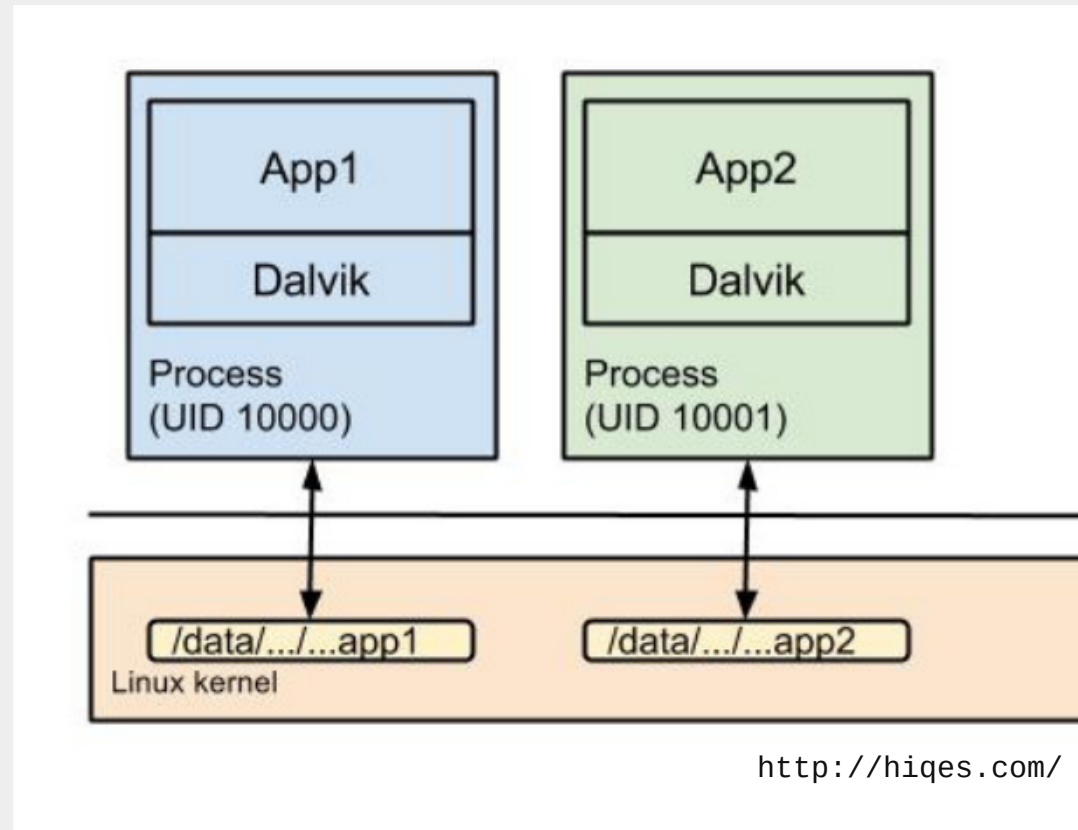 App1
Dalvik
Process
(UID 10000)
App2
Dalvik
Process
(UID 10001)
/data/.../...app1
/data/.../...app2
Linux kernel
http://hiqes.com/